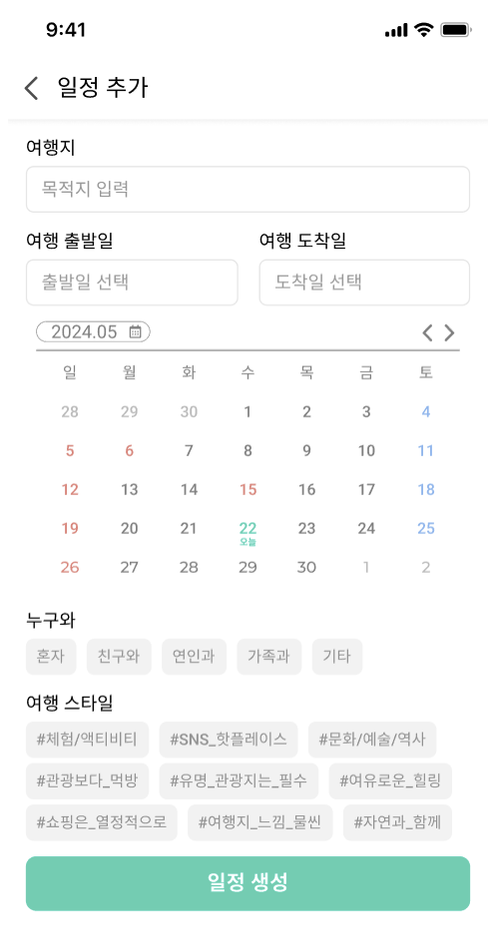 9:41
일정 추가
여행지
목적지 입력
여행 출발일 여행 도착일
출발일 선택 도착일 선택
2024.05
일 월 화 수 목 금 토
28 29 30 1 2 3 4
5 6 7 8 9 10 11
12 13 14 15 16 17 18
19 20 21 22 23 24 25
오늘
26 27 28 29 30 1 2
누구와
혼자 친구와 연인과 가족과 기타
여행 스타일
#체험/액티비티 #SNS_핫플레이스 #문화/예술/역사
#관광보다_먹방 #유명_관광지는_필수 #여유로운_힐링
#쇼핑은_열정적으로 #여행지_느낌_물씬 #자연과_함께
일정 생성